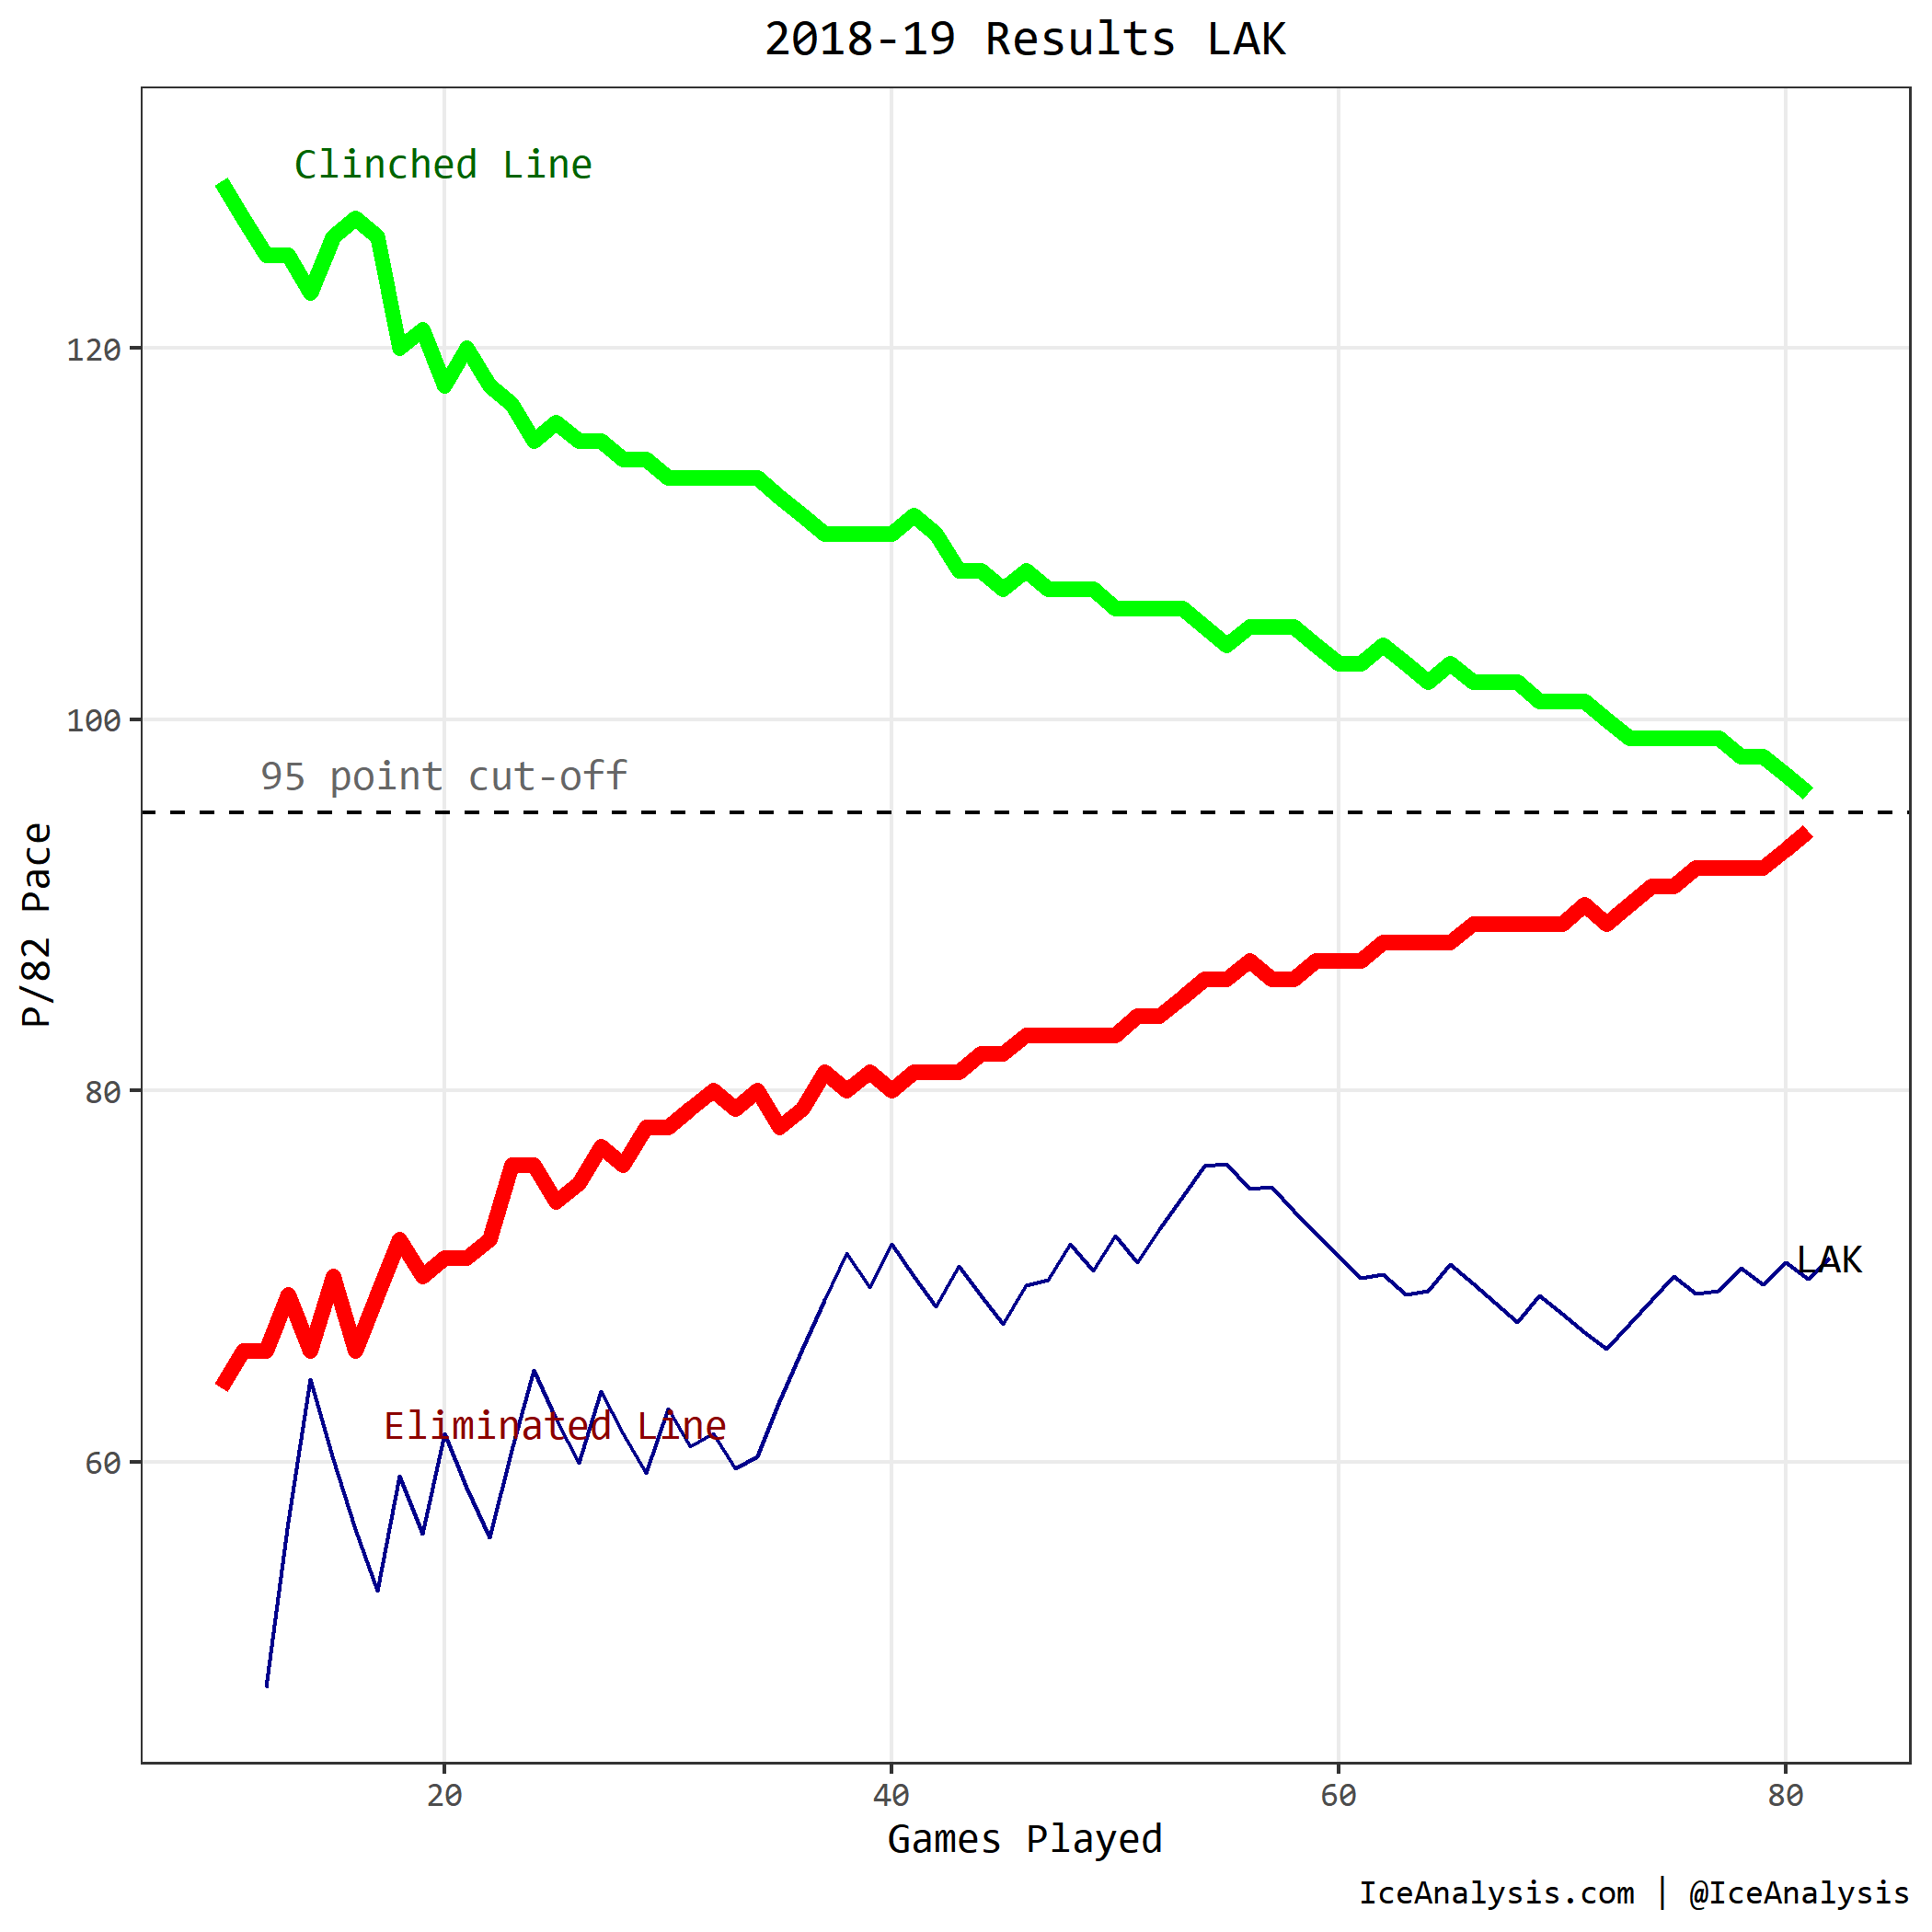 2018-19 Results LAK
Clinched Line
120
100
95 point cut-off
P/82 Pace
80
LAK
Eliminated Line
60
20 40 60 80
Games Played
IceAnalysis.com | @IceAnalysis